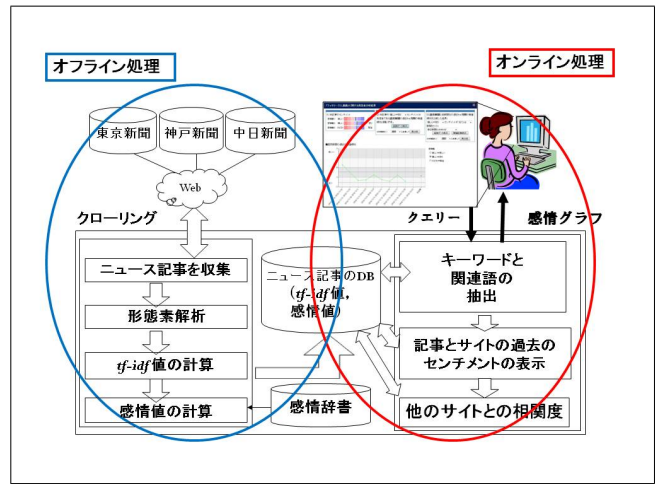 オフライン処理
オンライン処理
東京新聞
神戸新聞
中日新聞
Web
クローリング
クエリー
感情グラフ
ニュース記事を収集
形態素解析
tf-idf 値の計算
感情値の計算
ニュース記事のDB
(tf-idf 値,
感情値)
感情辞書
キーワードと
関連語の
抽出
記事とサイトの過去の
センチメントの表示
他のサイトとの相関度